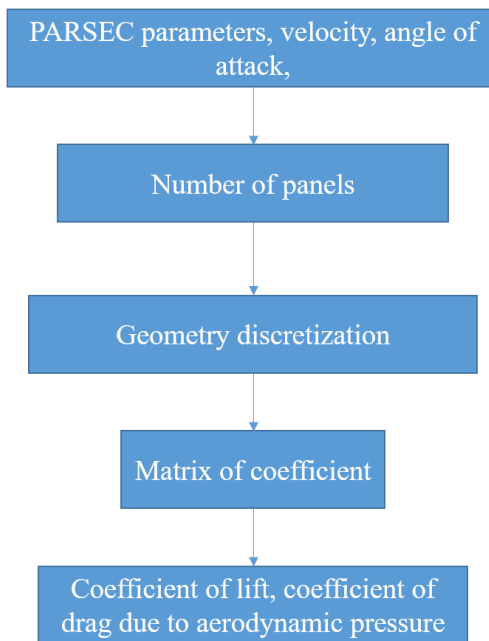 PARSEC parameters, velocity, angle of
attack,
Number of panels
Geometry discretization
Matrix of coefficient
Coefficient of lift, coefficient of
drag due to aerodynamic pressure